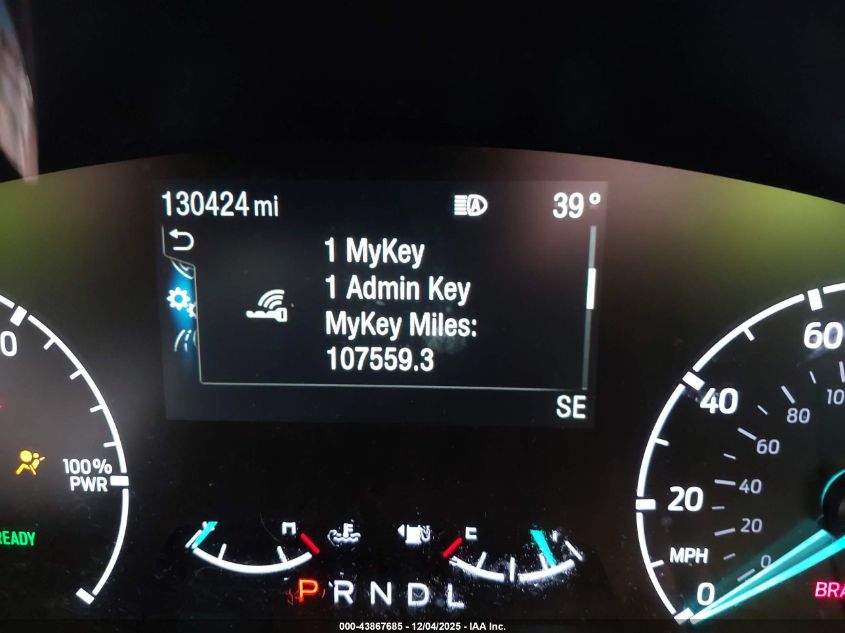 130424 mi
39°
1 MyKey
1 Admin Key
MyKey Miles:
107559.3
SE
100%
PWR
READY
60
40
20
0
MPH
80
60
40
20
0
P R N D L
000-43867685 - 12/04/2025 - IAA Inc.